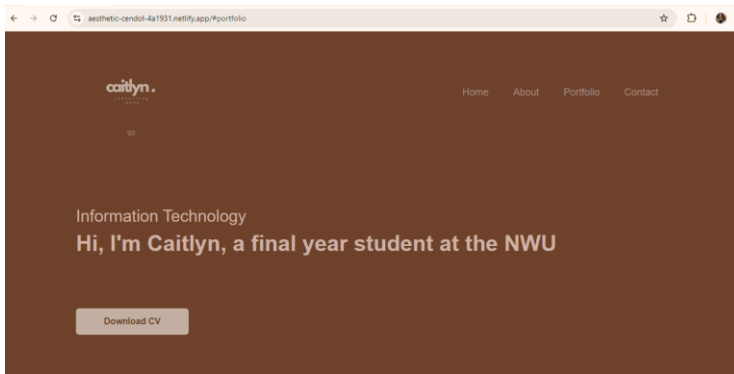 aesthetic-cendol-4a1931.netlify.app/#portfolio
caitlyn.
Home About Portfolio Contact
Information Technology
Hi, I'm Caitlyn, a final year student at the NWU
Download CV